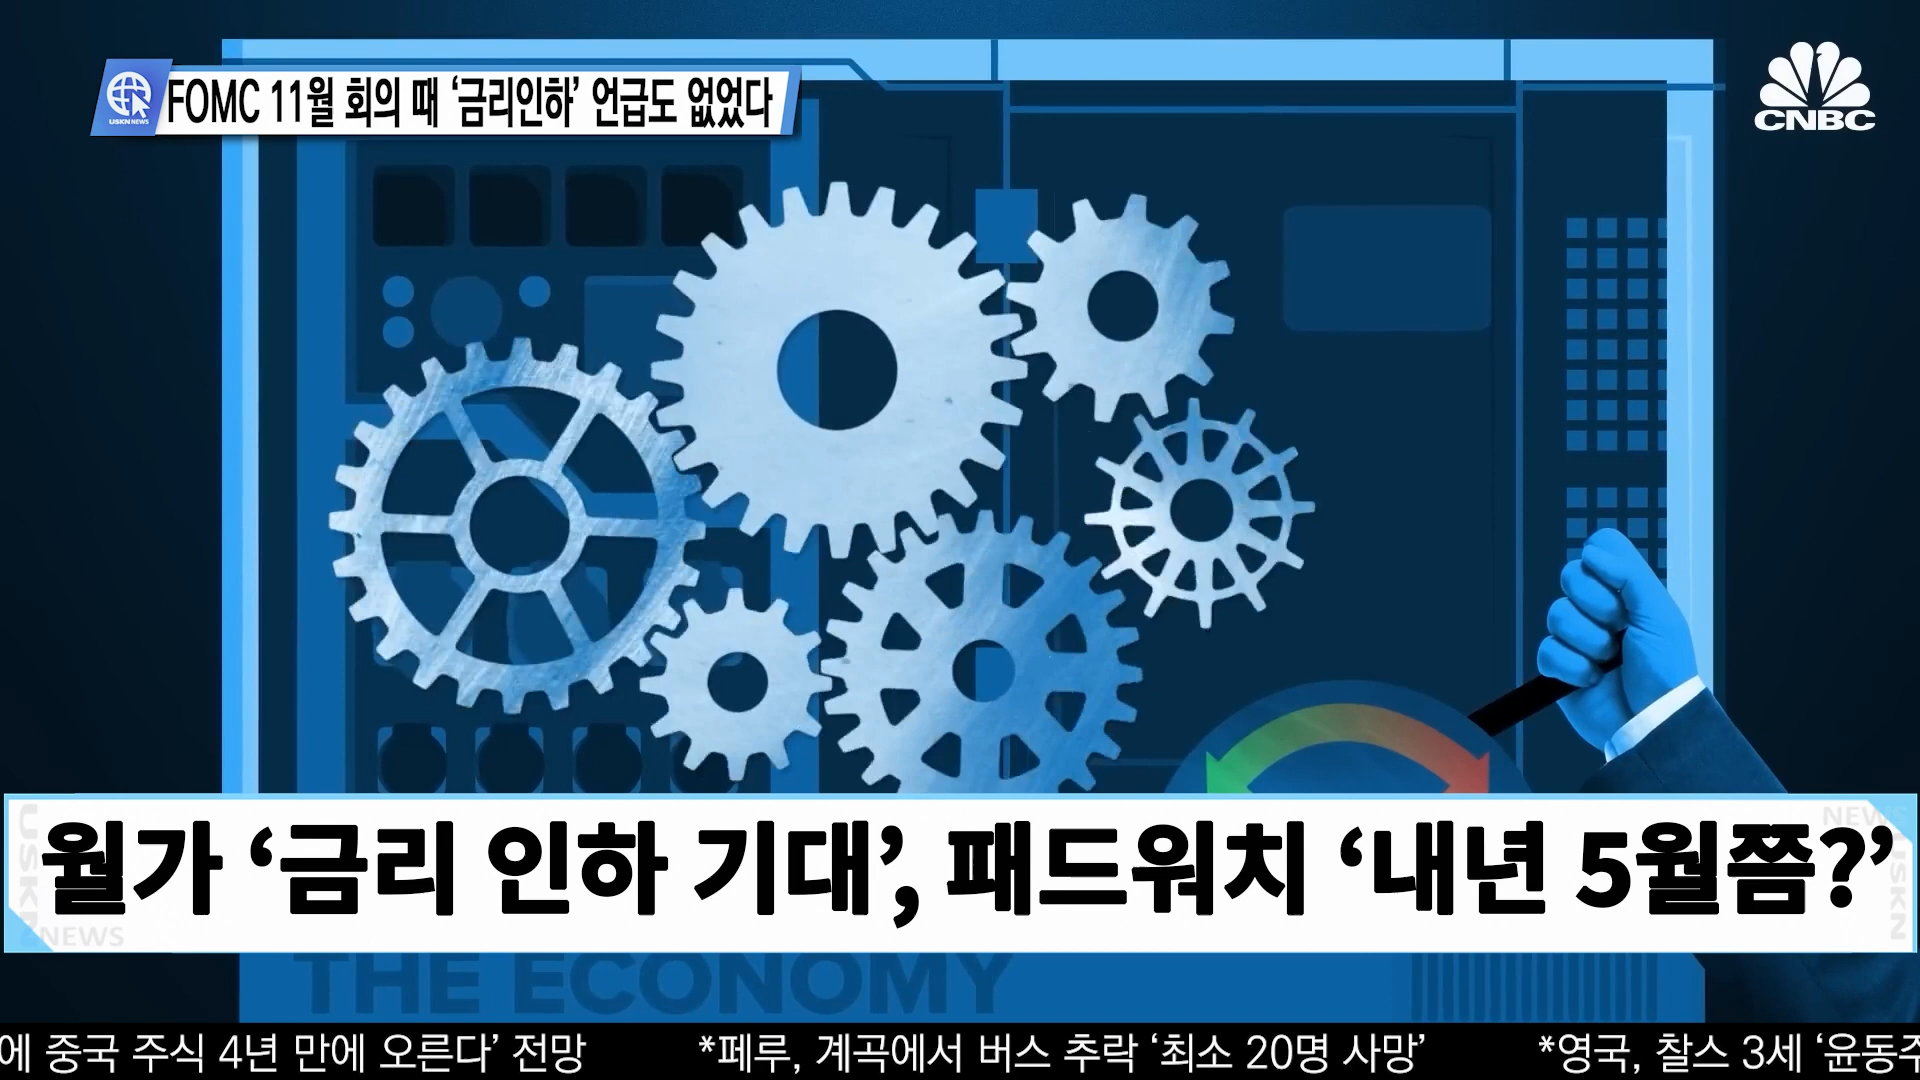 FOMC 11월 회의 때 ‘금리인하’ 언급도 없었다
USKN NEWS
CNBC
월가 ‘금리 인하 기대’, 패드워치 ‘내년 5월쯤?’
USKN
NEWS
NEWS
USKN
THE ECONOMY
에 중국 주식 4년 만에 오른다’ 전망 *페루, 계곡에서 버스 추락 ‘최소 20명 사망’ *영국, 찰스 3세 ‘윤동주